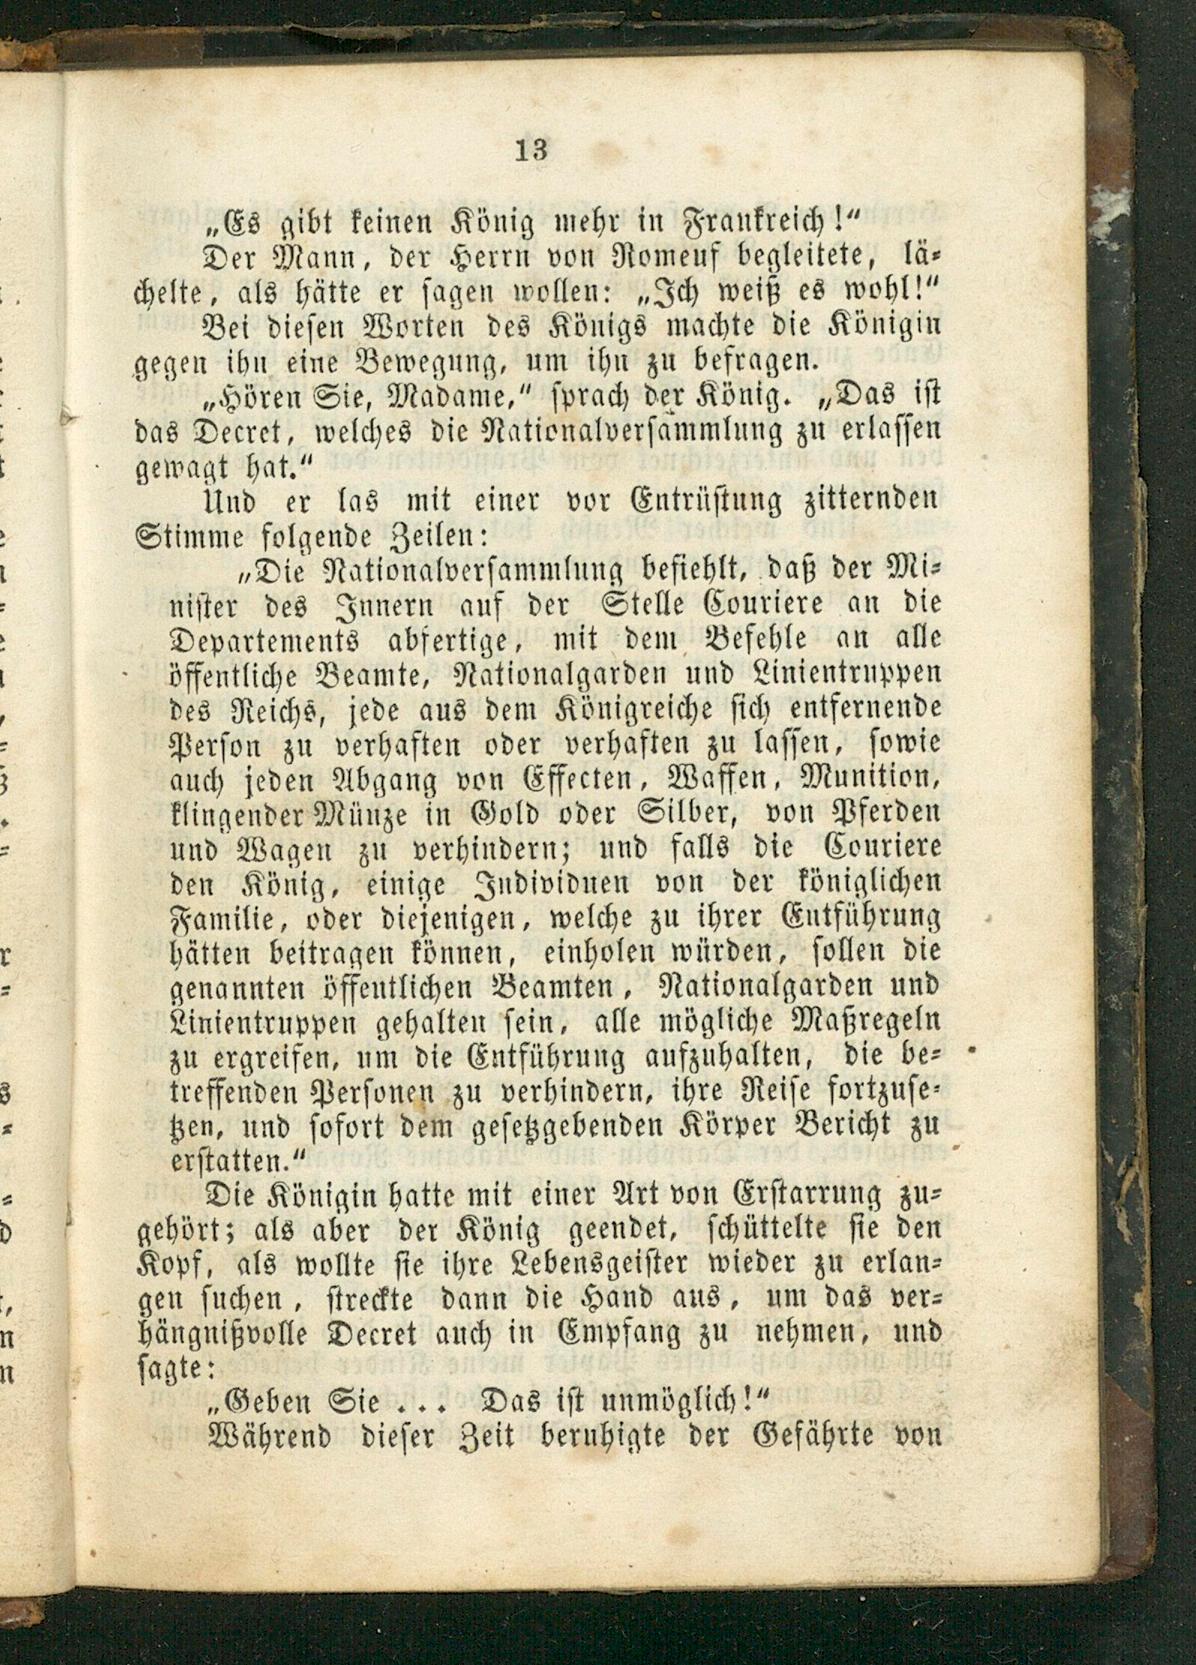 13
„Es gibt keinen König mehr in Frankreich!“
Der Mann, der Herrn von Romeuf begleitete, lä-
chelte, als hätte er sagen wollen: „Ich weiß es wohl!“
Bei diesen Worten des Königs machte die Königin
gegen ihn eine Bewegung, um ihn zu befragen.
„Hören Sie, Madame,“ sprach der König. „Das ist
das Decret, welches die Nationalversammlung zu erlassen
gewagt hat.“
Und er las mit einer vor Entrüstung zitternden
Stimme folgende Zeilen:
„Die Nationalversammlung befiehlt, daß der Mi-
nister des Innern auf der Stelle Couriere an die
Departements abfertige, mit dem Befehle an alle
öffentliche Beamte, Nationalgarden und Linientruppen
des Reichs, jede aus dem Königreiche sich entfernende
Person zu verhaften oder verhaften zu lassen, sowie
auch jeden Abgang von Effecten, Waffen, Munition,
klingender Münze in Gold oder Silber, von Pferden
und Wagen zu verhindern; und falls die Couriere
den König, einige Individuen von der königlichen
Familie, oder diejenigen, welche zu ihrer Entführung
hätten beitragen können, einholen würden, sollen die
genannten öffentlichen Beamten, Nationalgarden und
Linientruppen gehalten sein, alle mögliche Maßregeln
zu ergreifen, um die Entführung aufzuhalten, die be-
treffenden Personen zu verhindern, ihre Reise fortzuse-
tzen, und sofort dem gesetzgebenden Körper Bericht zu
erstatten.“
Die Königin hatte mit einer Art von Erstarrung zu-
gehört; als aber der König geendet, schüttelte sie den
Kopf, als wollte sie ihre Lebensgeister wieder zu erlan-
gen suchen, streckte dann die Hand aus, um das ver-
hängnißvolle Decret auch in Empfang zu nehmen, und
sagte:
„Geben Sie . . . Das ist unmöglich!“
Während dieser Zeit beruhigte der Gefährte von